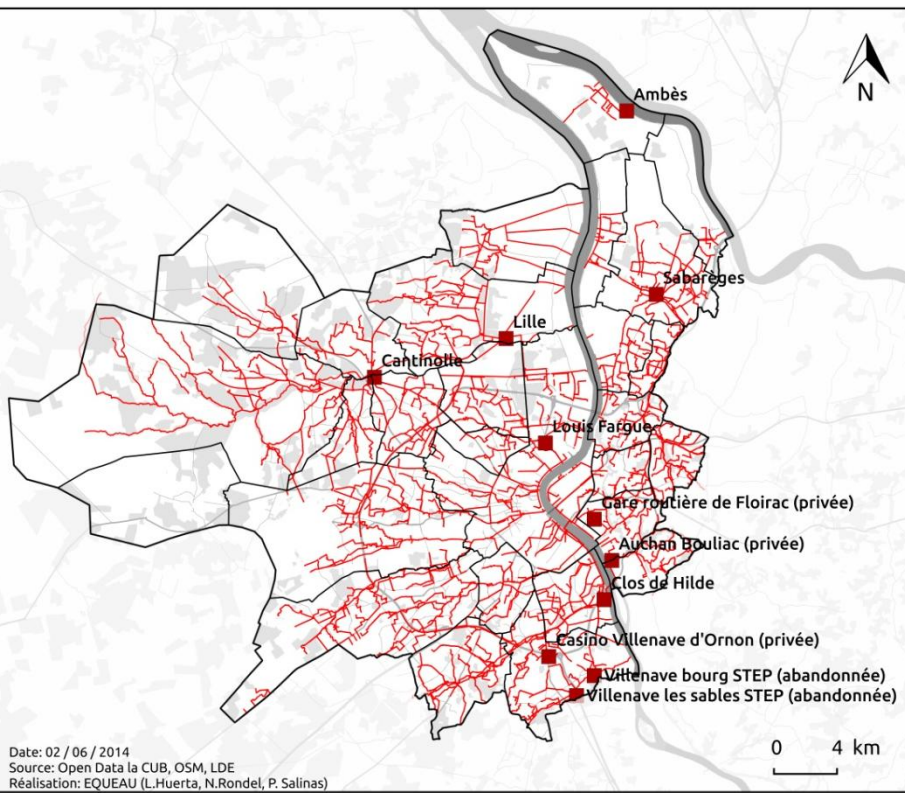 Ambès
N
Sabarèges
Lille
Cantinolle
Louis Fargue
Gare routière de Floirac (privée)
Auchan Bouliac (privée)
Clos de Hilde
Casino Villenave d'Ornon (privée)
Villenave bourg STEP (abandonnée)
Villenave les sables STEP (abandonnée)
0 4 km
Date: 02 / 06 / 2014
Source: Open Data la CUB, OSM, LDE
Réalisation: EQUEAU (L.Huerta, N.Rondel, P. Salinas)